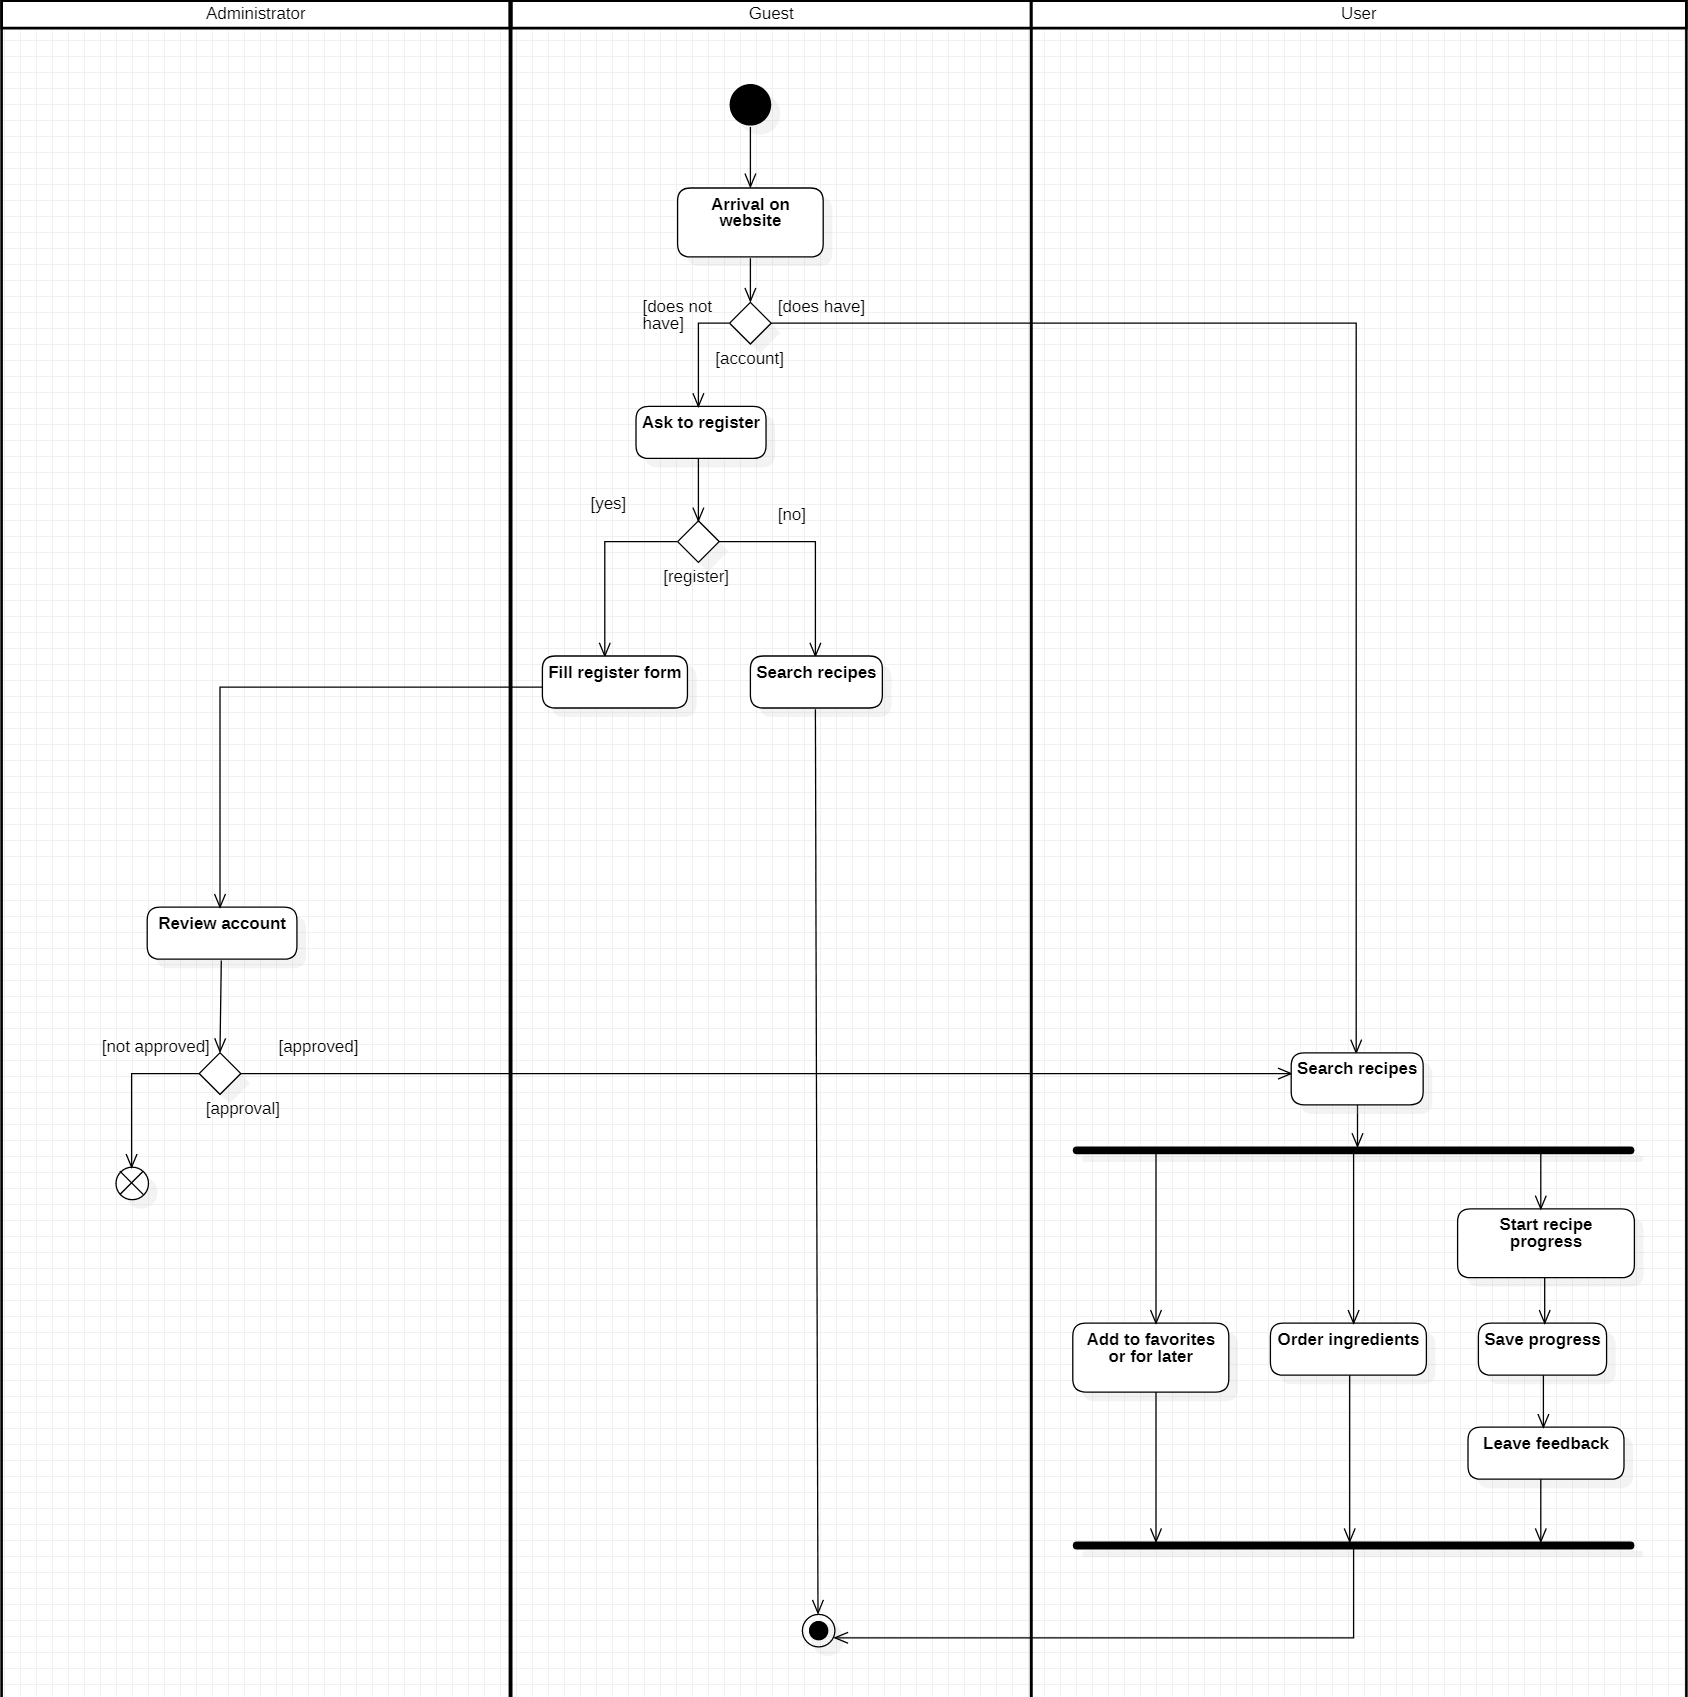 Administrator
Guest
User
Arrival on
website
[does not
have]
[does have]
[account]
Ask to register
[yes]
[no]
[register]
Fill register form
Search recipes
Review account
[not approved]
[approved]
[approval]
Search recipes
Start recipe
progress
Add to favorites
or for later
Order ingredients
Save progress
Leave feedback